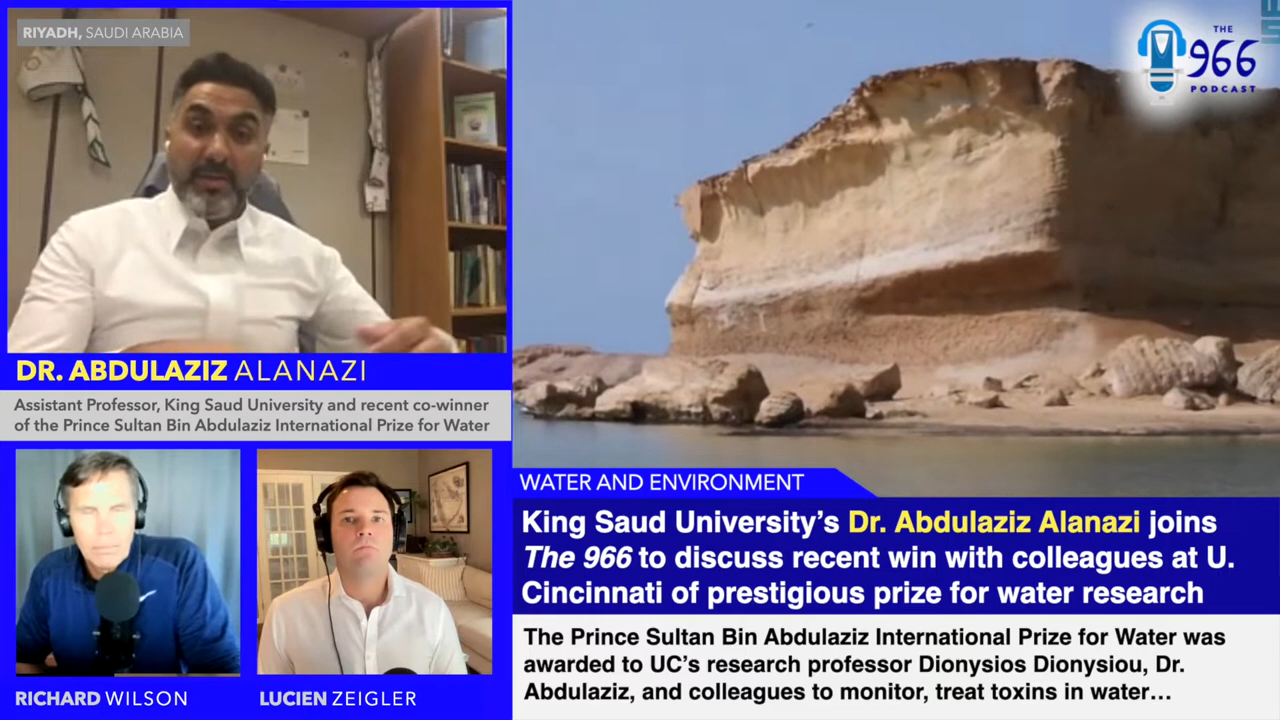 RIYADH, SAUDI ARABIA
DR. ABDULAZIZ ALANAZI
Assistant Professor, King Saud University and recent co-winner
of the Prince Sultan Bin Abdulaziz International Prize for Water
RICHARD WILSON
LUCIEN ZEIGLER
THE
966
PODCAST
WATER AND ENVIRONMENT
King Saud University’s Dr. Abdulaziz Alanazi joins
The 966 to discuss recent win with colleagues at U.
Cincinnati of prestigious prize for water research
The Prince Sultan Bin Abdulaziz International Prize for Water was
awarded to UC’s research professor Dionysios Dionysiou, Dr.
Abdulaziz, and colleagues to monitor, treat toxins in water…